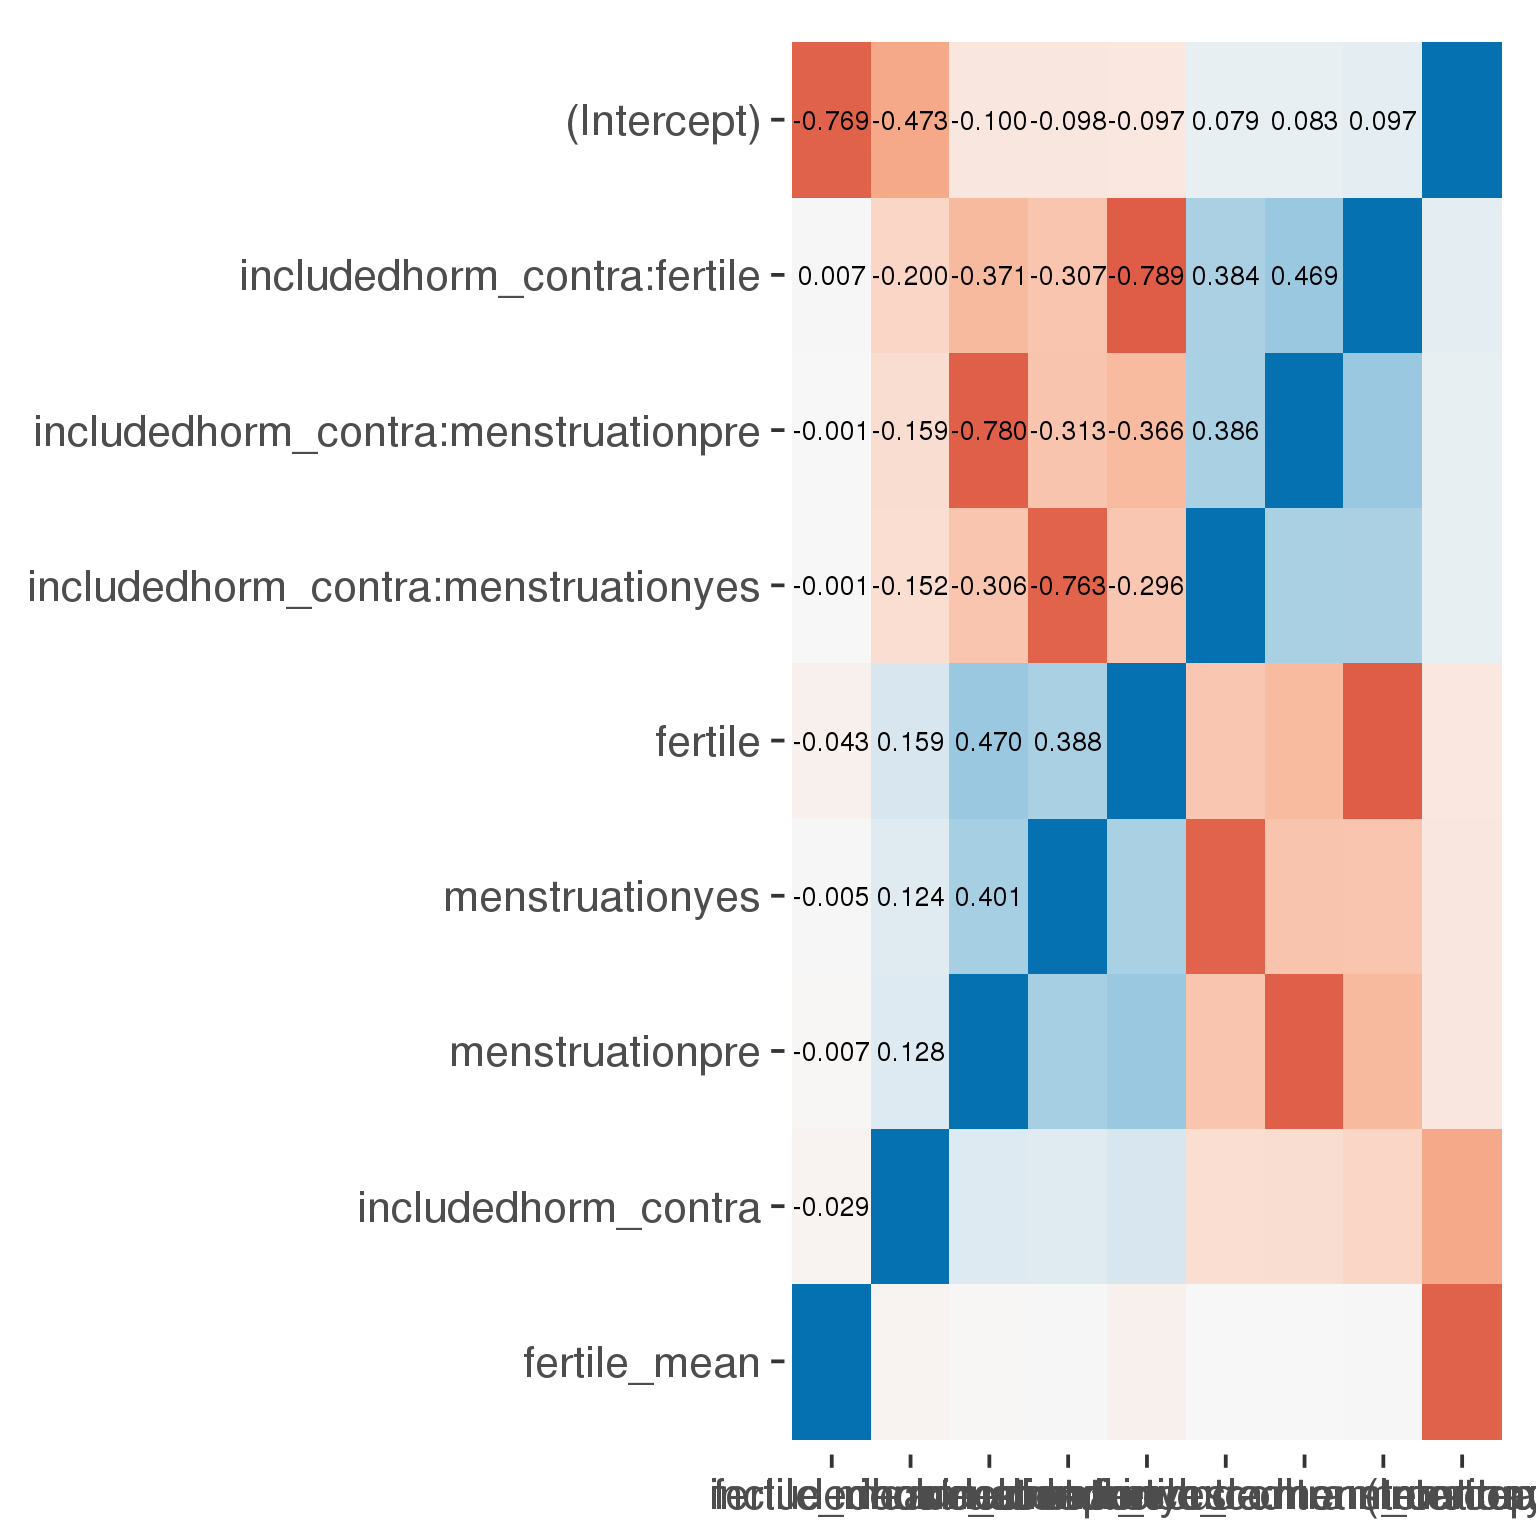 (Intercept) -0.769 -0.473 -0.100 -0.098 -0.097 0.079 0.083 0.097
includedhorm_contra:fertile 0.007 -0.200 -0.371 -0.307 -0.789 0.384 0.469
includedhorm_contra:menstruationpre -0.001 -0.159 -0.780 -0.313 -0.366 0.386
includedhorm_contra:menstruationyes -0.001 -0.152 -0.306 -0.763 -0.296
fertile -0.043 0.159 0.470 0.388
menstruationyes -0.005 0.124 0.401
menstruationpre -0.007 0.128
includedhorm_contra -0.029
fertile_mean